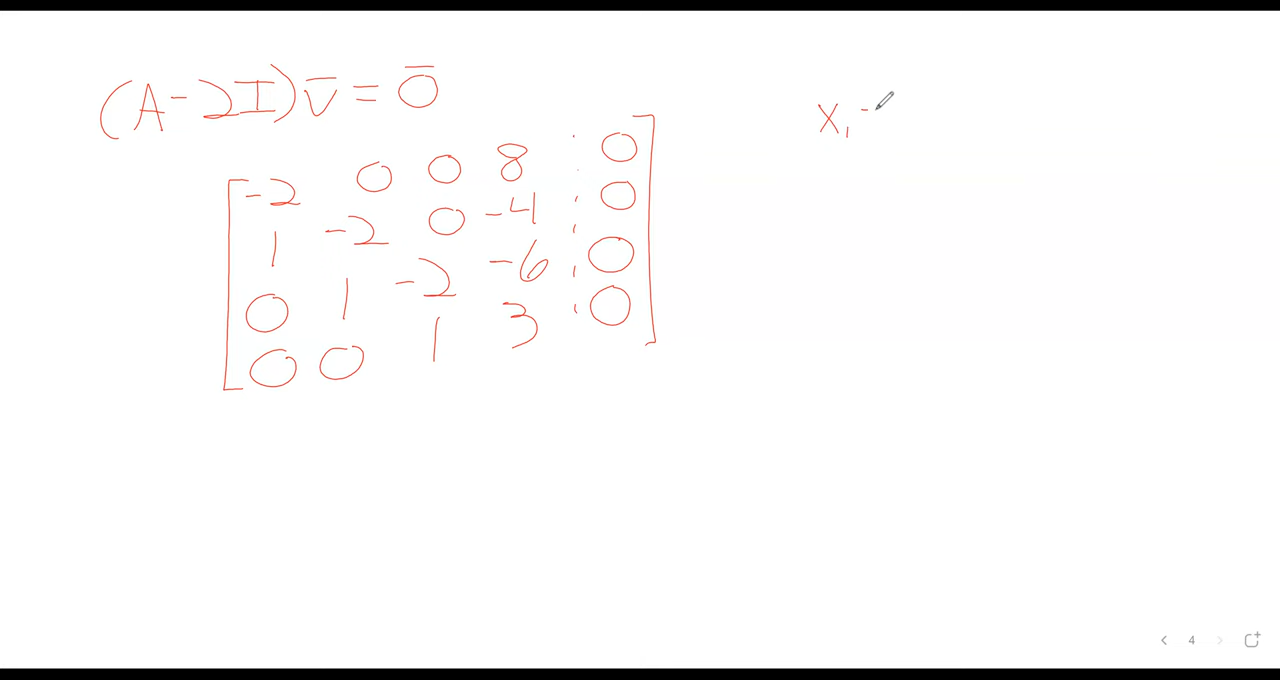 (A-2I)v̄ = 0̄
x₁ -
-2 0 0 8 : 0
1 -2 0 -4 : 0
0 1 -2 -6 : 0
0 0 1 3 : 0
< 4 >